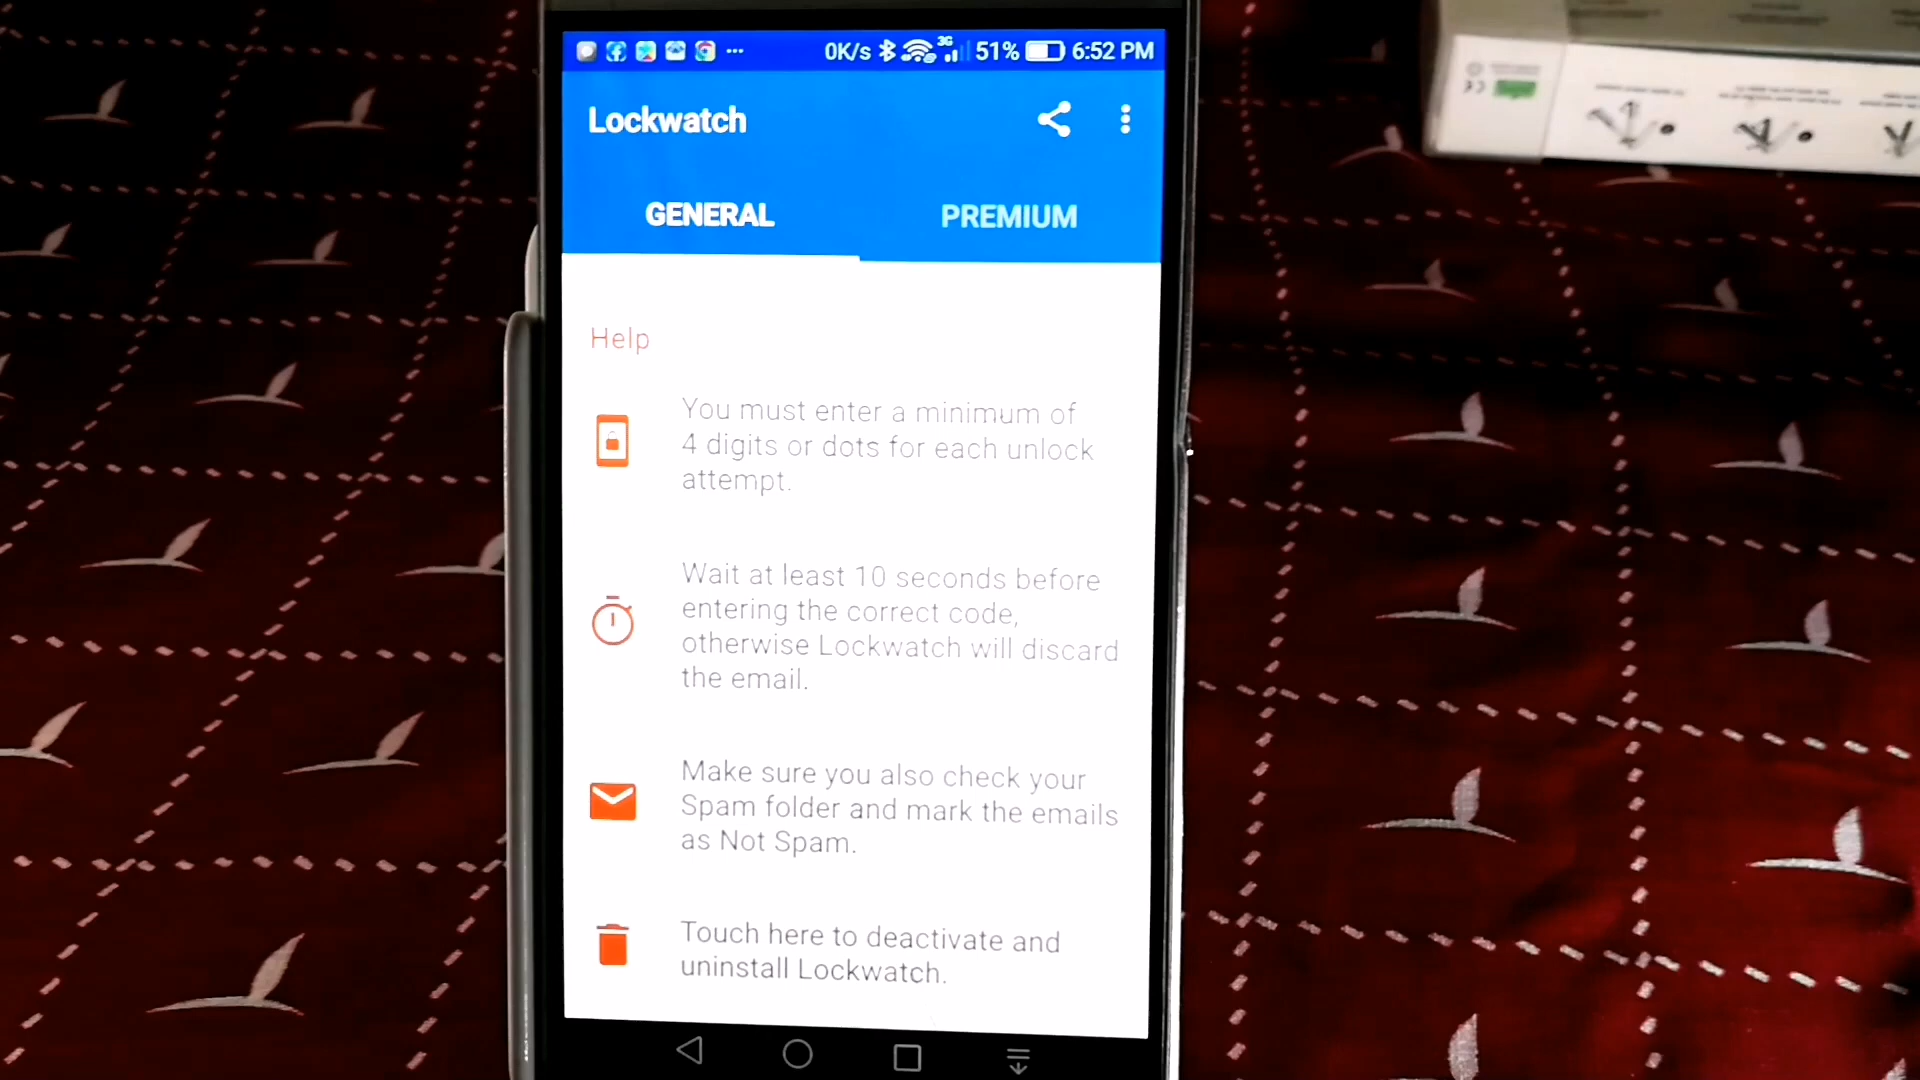 0K/s 3G 51% 6:52 PM
Lockwatch
GENERAL
PREMIUM
Help
You must enter a minimum of
4 digits or dots for each unlock
attempt.
Wait at least 10 seconds before
entering the correct code,
otherwise Lockwatch will discard
the email.
Make sure you also check your
Spam folder and mark the emails
as Not Spam.
Touch here to deactivate and
uninstall Lockwatch.